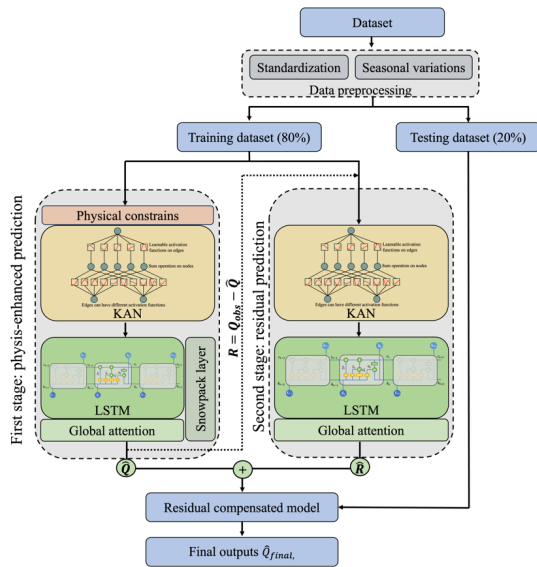 Dataset
Standardization
Seasonal variations
Data preprocessing
Training dataset (80%)
Testing dataset (20%)
First stage: physis-enhanced prediction
Physical constrains
Learnable activation
functions on edges
Sum operation on nodes
Edges can have different activation functions
KAN
LSTM
Global attention
Snowpack layer
R = Q_obs − Q̂
Second stage: residual prediction
Learnable activation
functions on edges
Sum operation on nodes
Edges can have different activation functions
KAN
LSTM
Global attention
Q̂
+
R̂
Residual compensated model
Final outputs Q̂_final,